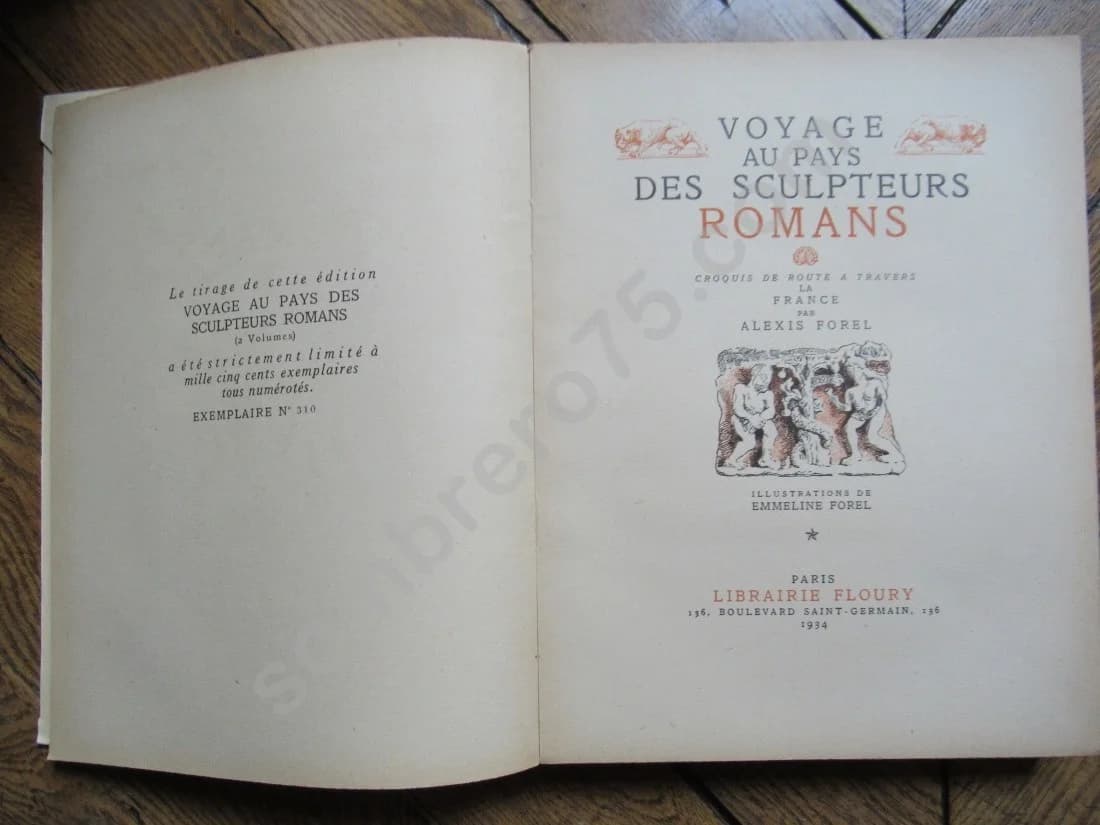 Le tirage de cette édition
VOYAGE AU PAYS DES
SCULPTEURS ROMANS
(2 Volumes)
a été strictement limité à
mille cinq cents exemplaires
tous numérotés.
EXEMPLAIRE N° 310
VOYAGE
AU PAYS
DES SCULPTEURS
ROMANS
CROQUIS DE ROUTE A TRAVERS
LA
FRANCE
PAR
ALEXIS FOREL
ILLUSTRATIONS DE
EMMELINE FOREL
PARIS
LIBRAIRIE FLOURY
136, BOULEVARD SAINT-GERMAIN, 136
1934